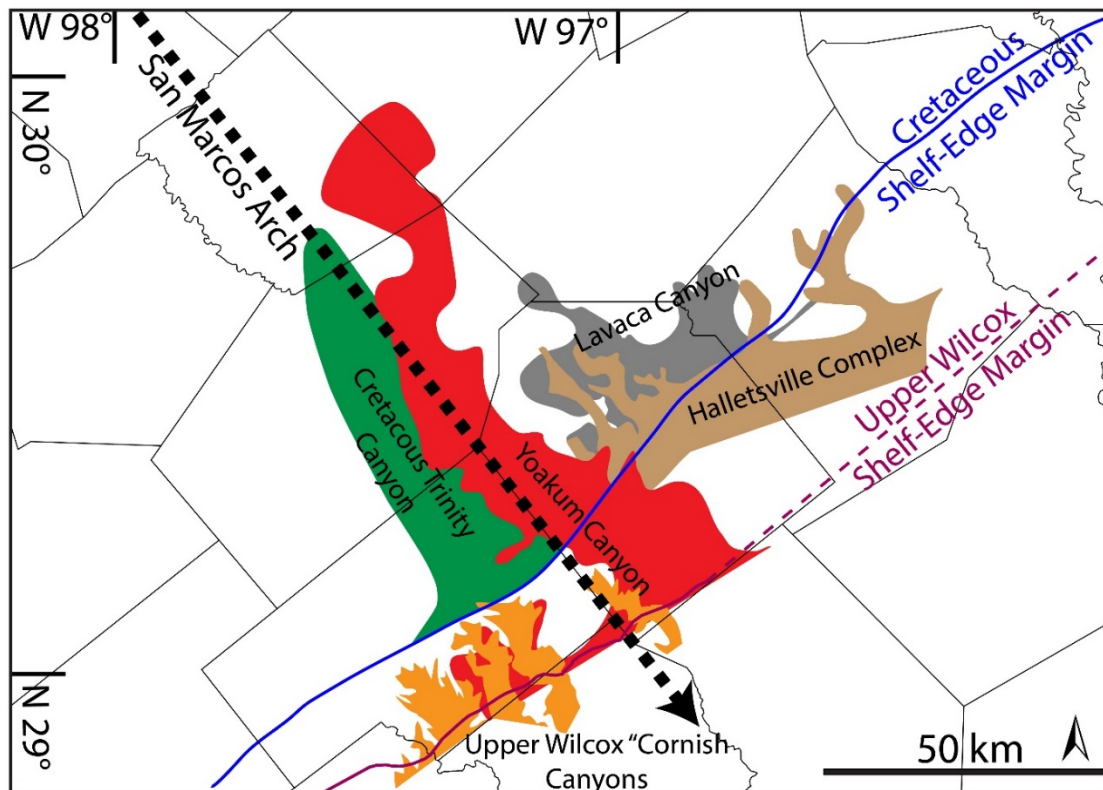 W 98°
W 97°
N 30°
San Marcos Arch
Cretaceous
Shelf-Edge Margin
Lavaca Canyon
Halletsville Complex
Upper Wilcox
Shelf-Edge Margin
Cretacous Trinity
Canyon
Yoakum Canyon
N 29°
Upper Wilcox “Cornish
Canyons
50 km